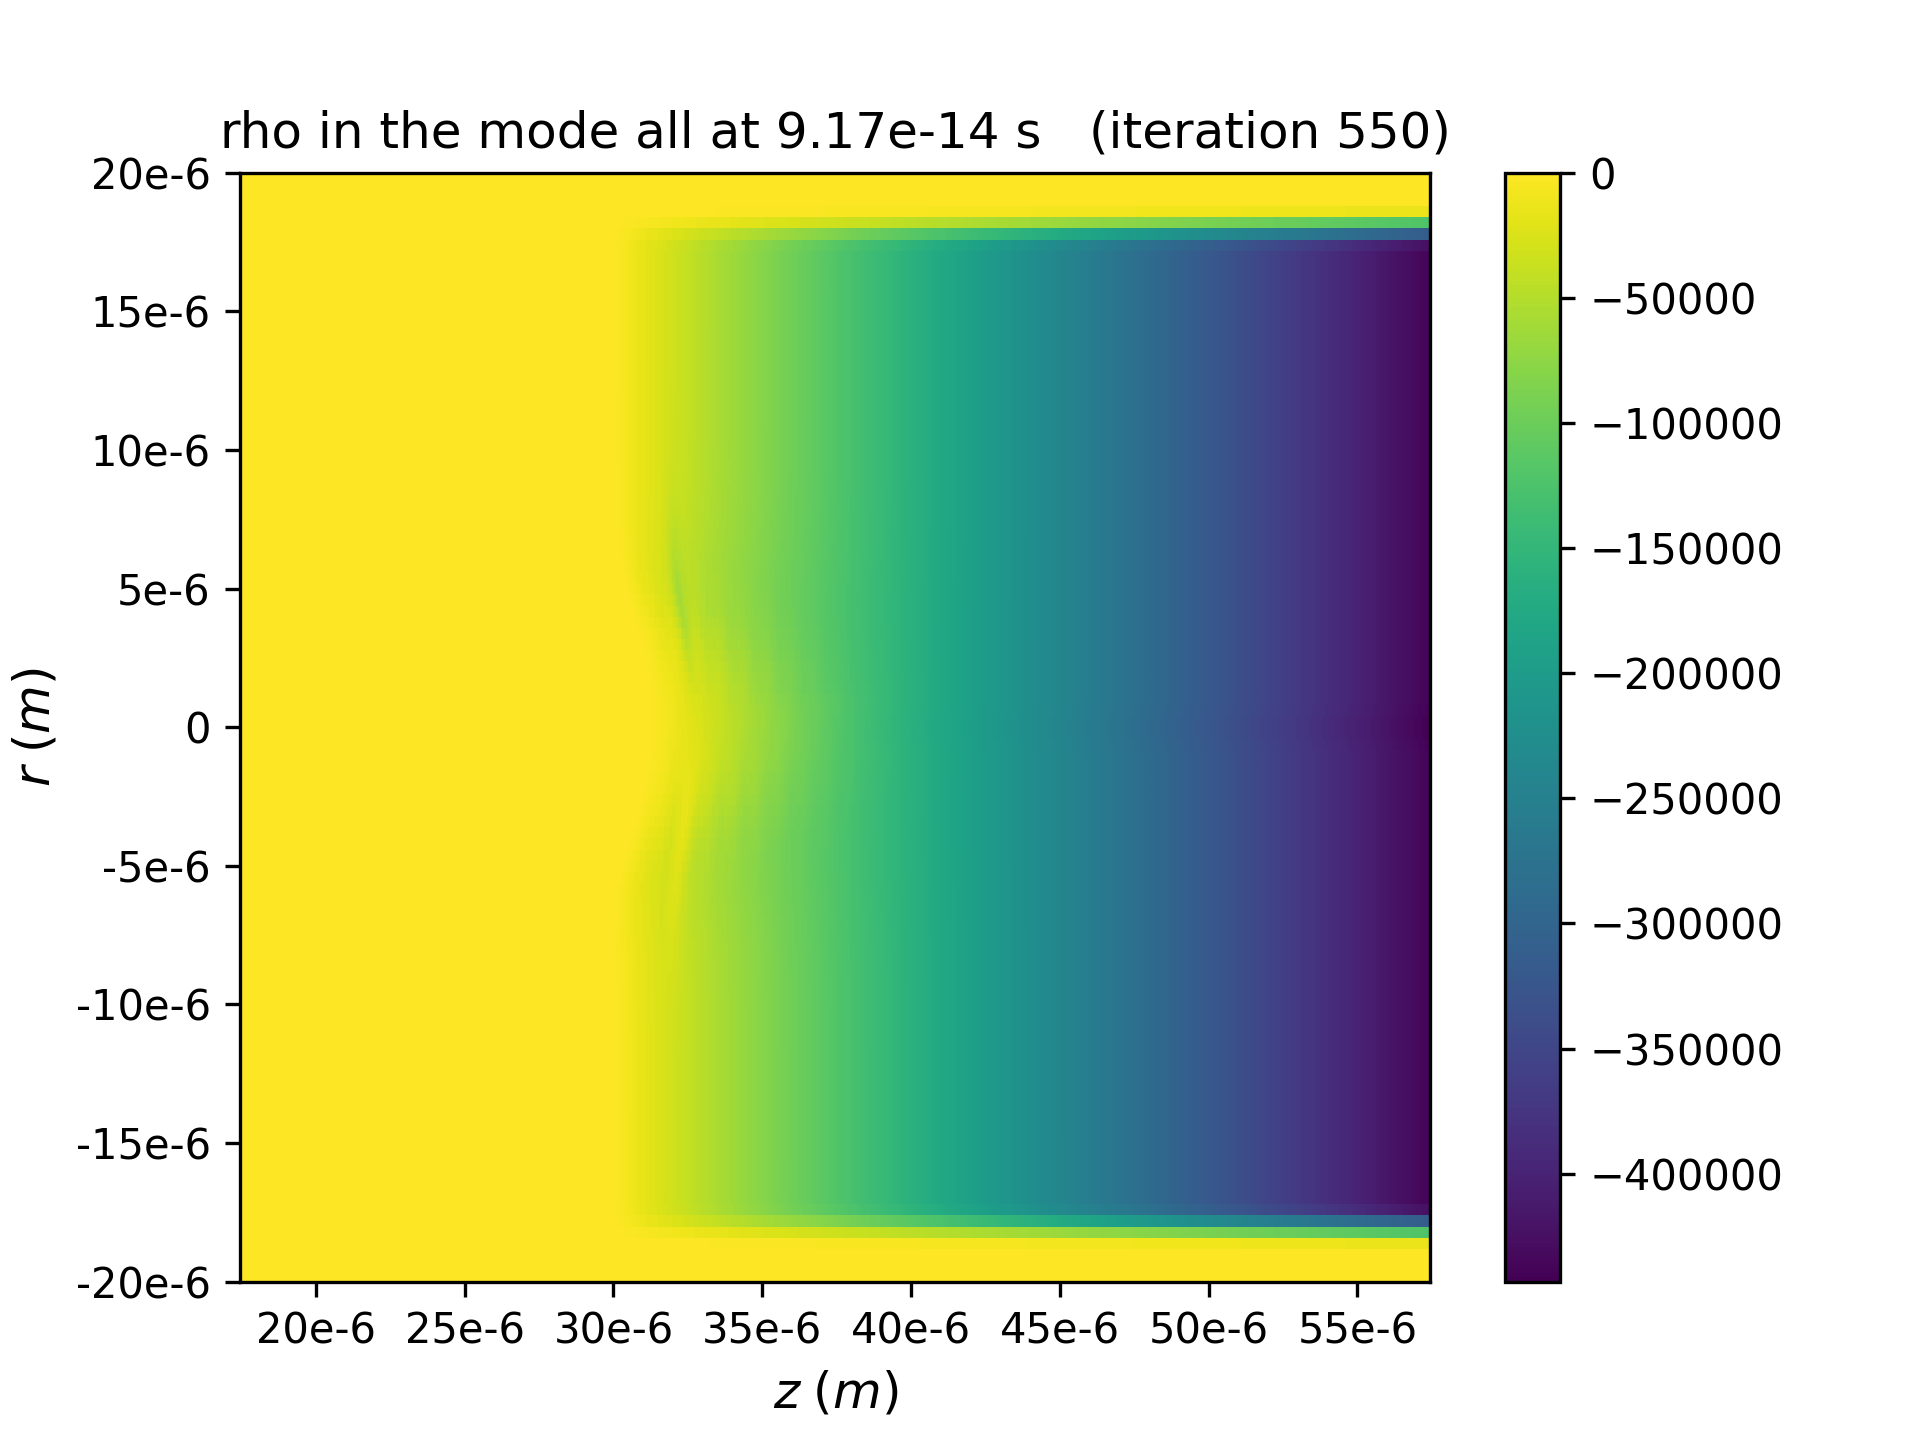 rho in the mode all at 9.17e-14 s   (iteration 550)
20e-6
15e-6
10e-6
5e-6
0
-5e-6
-10e-6
-15e-6
-20e-6
r (m)
20e-6 25e-6 30e-6 35e-6 40e-6 45e-6 50e-6 55e-6
z (m)
0
−50000
−100000
−150000
−200000
−250000
−300000
−350000
−400000